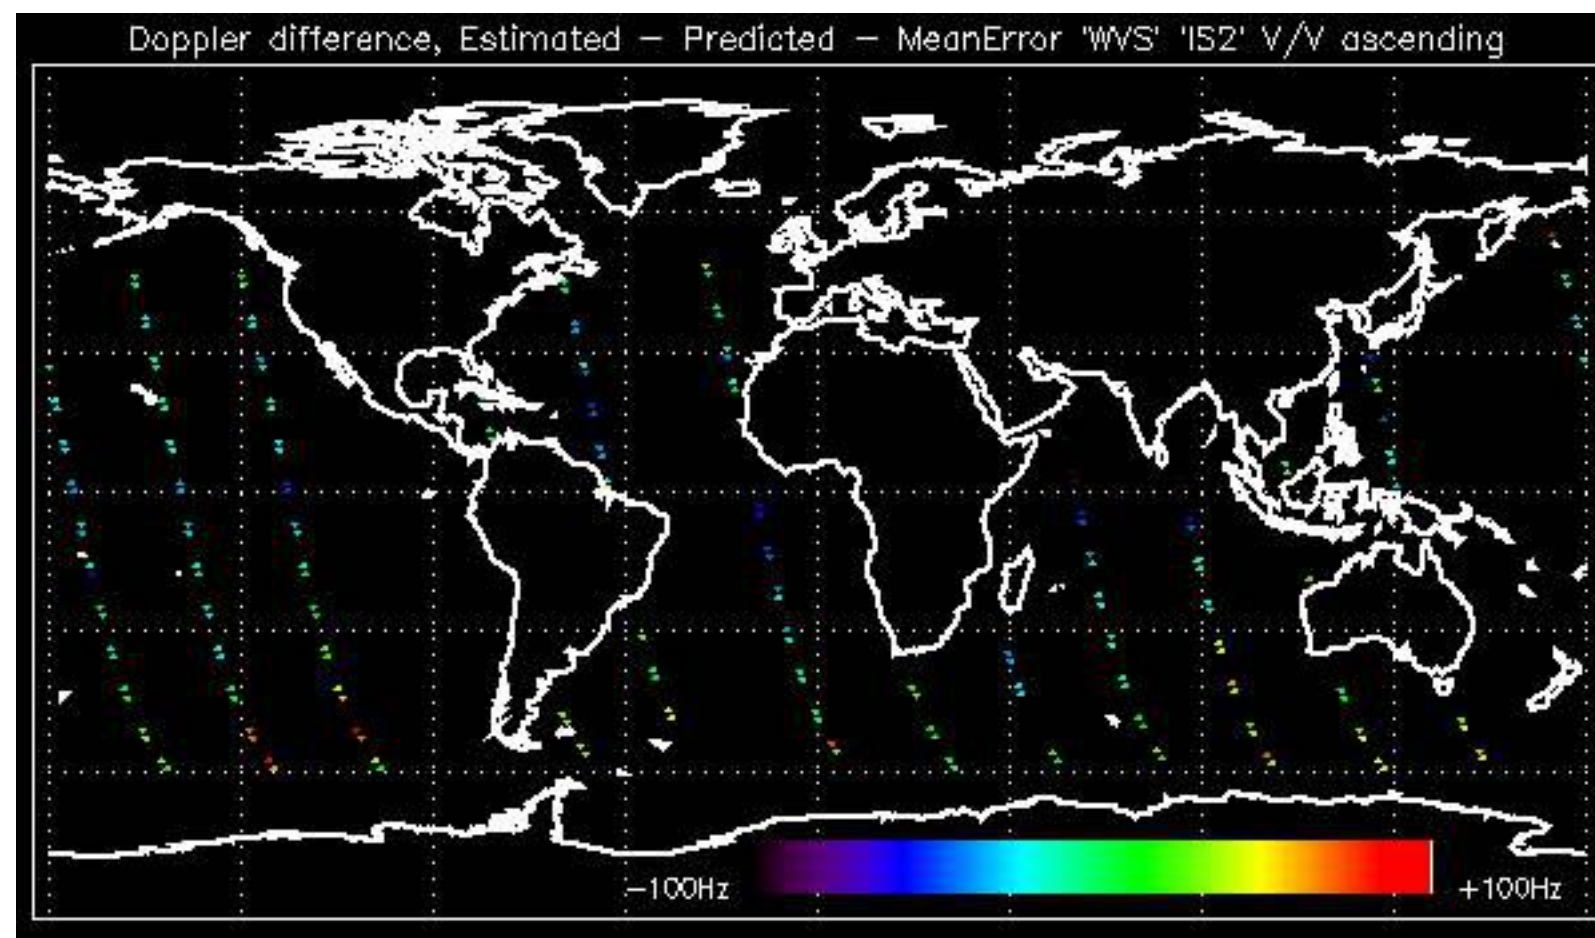 Doppler difference, Estimated - Predicted - MeanError 'WVS' 'IS2' V/V ascending
-100Hz
+100Hz